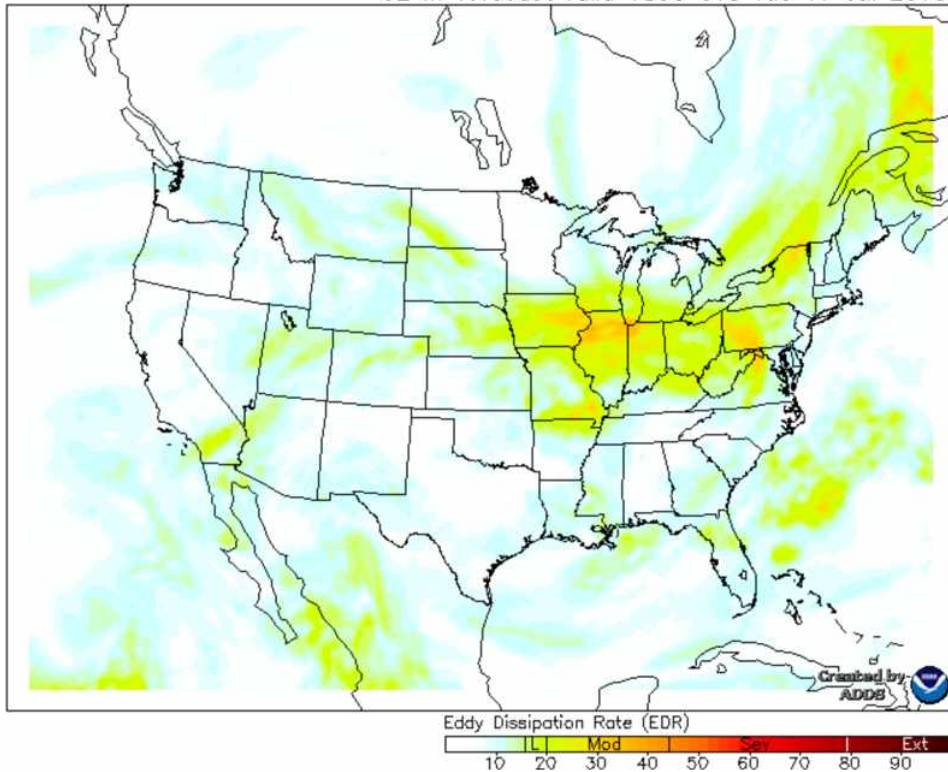 Created by
ADDS
Eddy Dissipation Rate (EDR)
L Mod Sev Ext
10 20 30 40 50 60 70 80 90